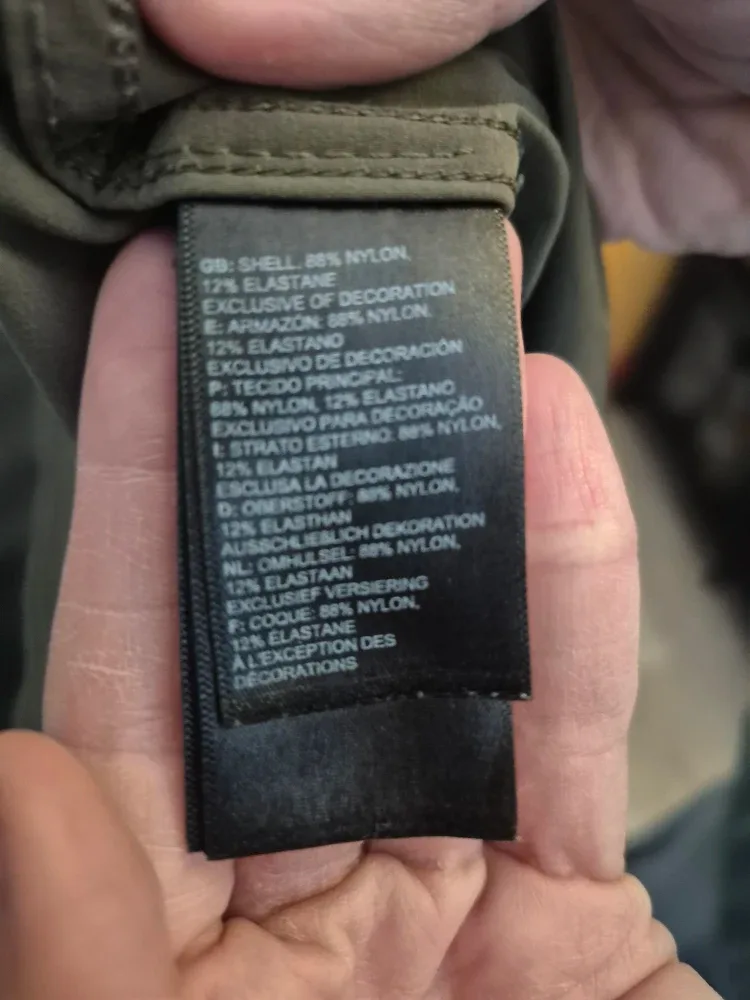 GB: SHELL. 88% NYLON,
12% ELASTANE
EXCLUSIVE OF DECORATION
E: ARMAZÓN: 88% NYLON.
12% ELASTANO
EXCLUSIVO DE DECORACIÓN
P: TECIDO PRINCIPAL:
88% NYLON, 12% ELASTANO
EXCLUSIVO PARA DECORAÇÃO
I: STRATO ESTERNO: 88% NYLON,
12% ELASTAN
ESCLUSA LA DECORAZIONE
D: OBERSTOFF: 88% NYLON,
12% ELASTHAN
AUSSCHLIEBLICH DEKORATION
NL: OMHULSEL: 88% NYLON,
12% ELASTAAN
EXCLUSIEF VERSIERING
F: COQUE: 88% NYLON,
12% ÉLASTANE
À L'EXCEPTION DES
DÉCORATIONS